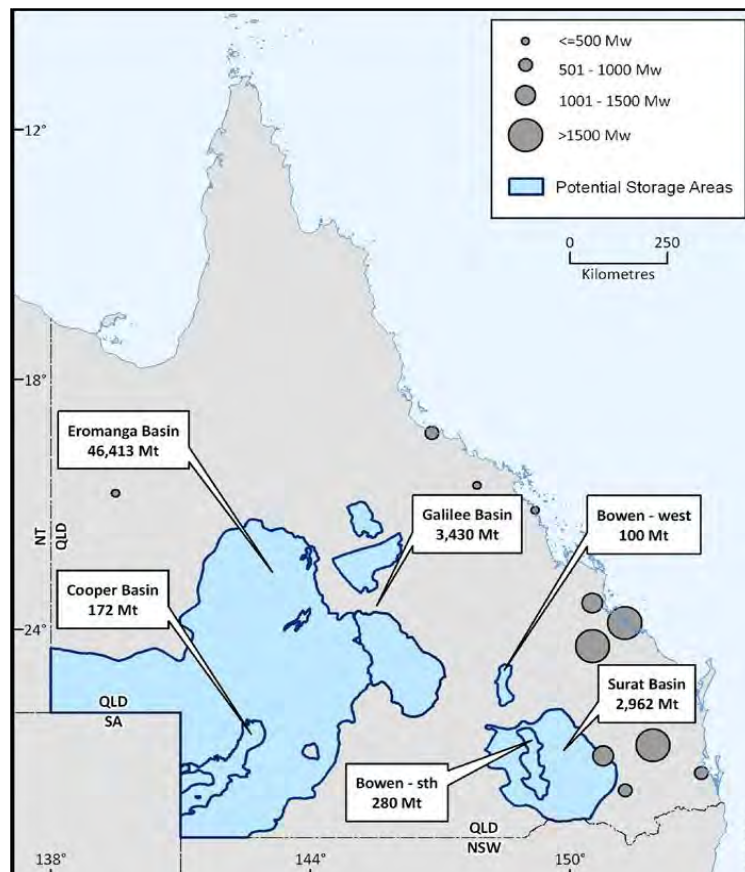 <=500 Mw
501 - 1000 Mw
1001 - 1500 Mw
>1500 Mw
Potential Storage Areas
0 250
Kilometres
12°
18°
Eromanga Basin
46,413 Mt
Galilee Basin
3,430 Mt
Bowen - west
100 Mt
NT
QLD
Cooper Basin
172 Mt
24°
QLD
SA
Surat Basin
2,962 Mt
Bowen - sth
280 Mt
QLD
NSW
138° 144° 150°